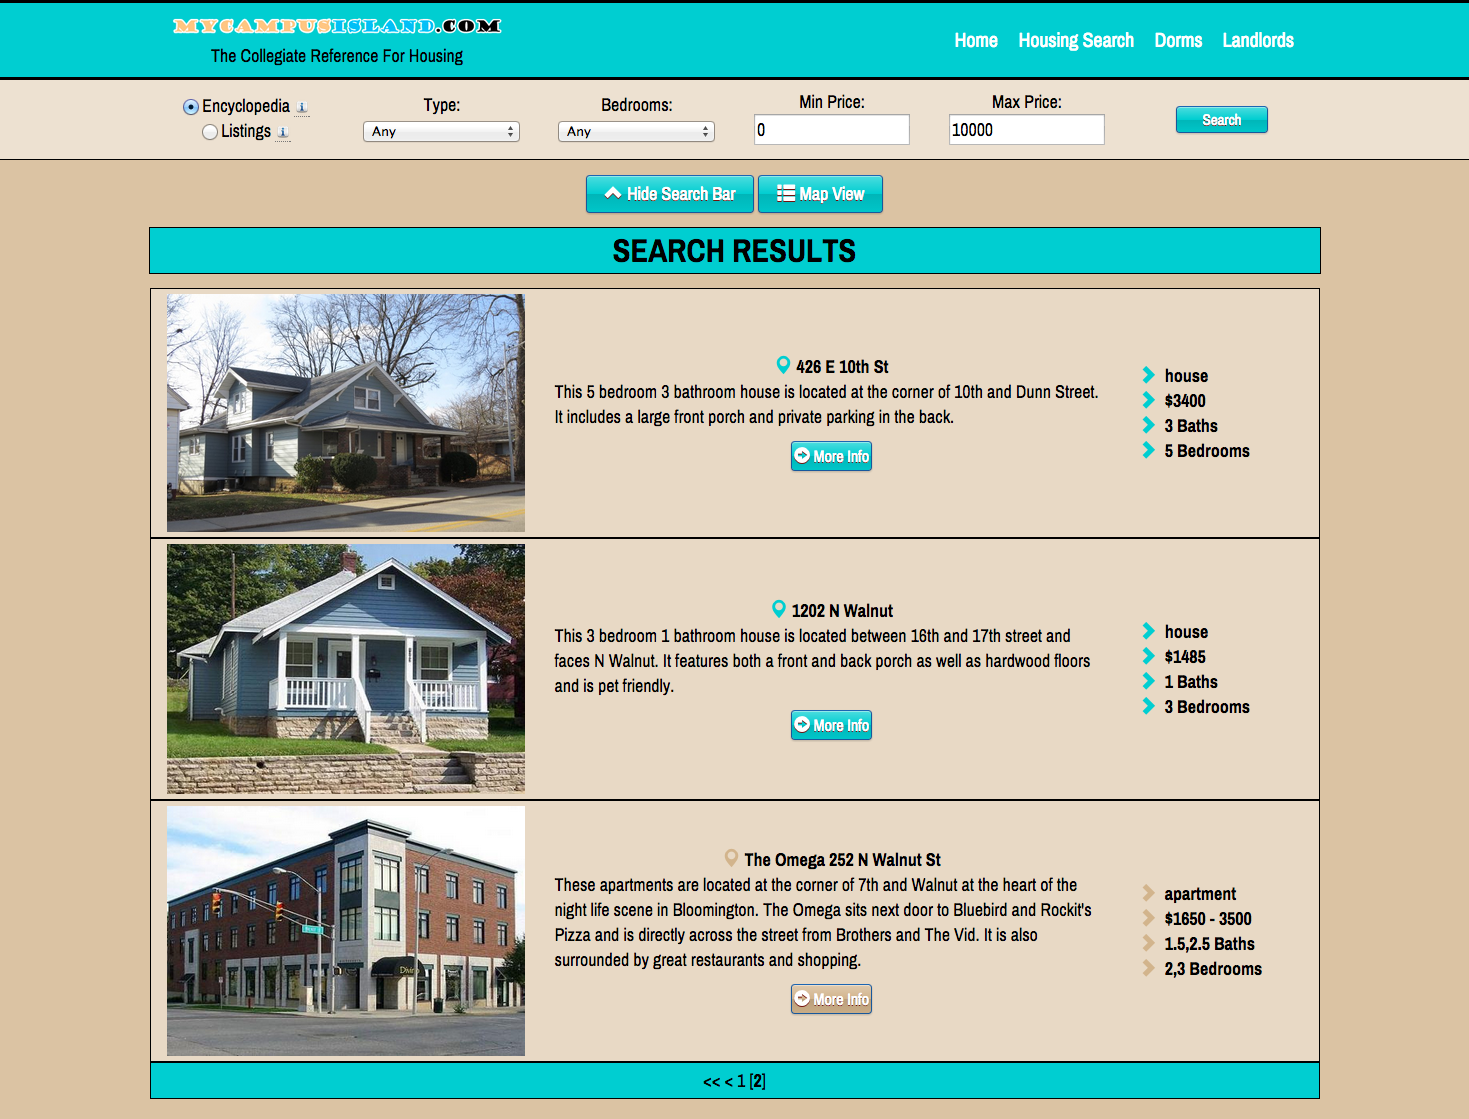 MYCAMPUSISLAND.COM
The Collegiate Reference For Housing
Home Housing Search Dorms Landlords
Encyclopedia i
Listings i
Type:
Any
Bedrooms:
Any
Min Price:
0
Max Price:
10000
Search
Hide Search Bar
Map View
SEARCH RESULTS
426 E 10th St
This 5 bedroom 3 bathroom house is located at the corner of 10th and Dunn Street.
It includes a large front porch and private parking in the back.
More Info
house
$3400
3 Baths
5 Bedrooms
1202 N Walnut
This 3 bedroom 1 bathroom house is located between 16th and 17th street and
faces N Walnut. It features both a front and back porch as well as hardwood floors
and is pet friendly.
More Info
house
$1485
1 Baths
3 Bedrooms
The Omega 252 N Walnut St
These apartments are located at the corner of 7th and Walnut at the heart of the
night life scene in Bloomington. The Omega sits next door to Bluebird and Rockit's
Pizza and is directly across the street from Brothers and The Vid. It is also
surrounded by great restaurants and shopping.
More Info
apartment
$1650 - 3500
1.5,2.5 Baths
2,3 Bedrooms
<< < 1 [2]